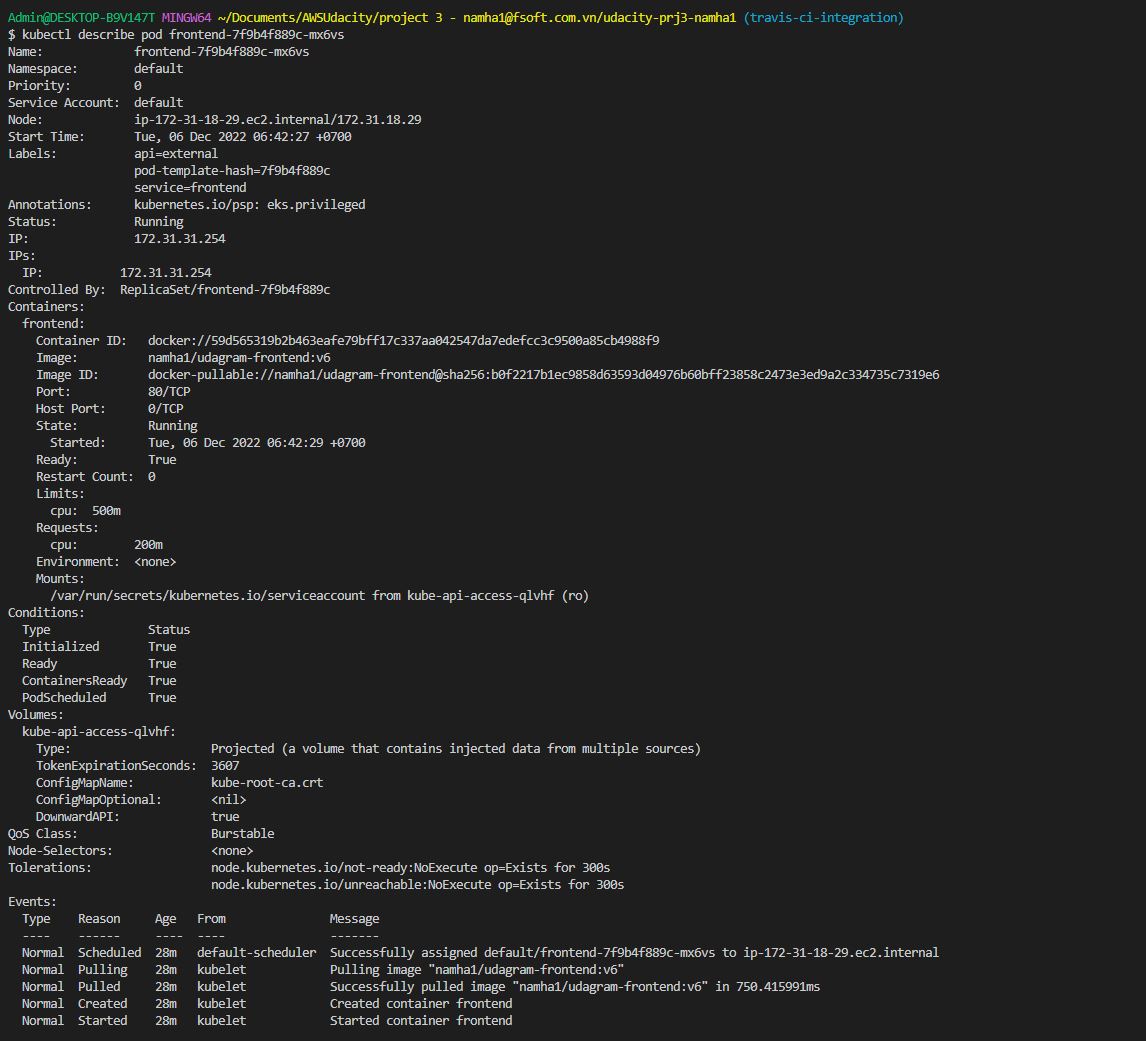 Admin@DESKTOP-B9V147T MINGW64 ~/Documents/AWSUdacity/project 3 - namha1@fsoft.com.vn/udacity-prj3-namha1 (travis-ci-integration)
$ kubectl describe pod frontend-7f9b4f889c-mx6vs
Name:             frontend-7f9b4f889c-mx6vs
Namespace:        default
Priority:         0
Service Account:  default
Node:             ip-172-31-18-29.ec2.internal/172.31.18.29
Start Time:       Tue, 06 Dec 2022 06:42:27 +0700
Labels:           api=external
                  pod-template-hash=7f9b4f889c
                  service=frontend
Annotations:      kubernetes.io/psp: eks.privileged
Status:           Running
IP:               172.31.31.254
IPs:
  IP:           172.31.31.254
Controlled By:  ReplicaSet/frontend-7f9b4f889c
Containers:
  frontend:
    Container ID:   docker://59d565319b2b463eafe79bff17c337aa042547da7edefcc3c9500a85cb4988f9
    Image:          namha1/udagram-frontend:v6
    Image ID:       docker-pullable://namha1/udagram-frontend@sha256:b0f2217b1ec9858d63593d04976b60bff23858c2473e3ed9a2c334735c7319e6
    Port:           80/TCP
    Host Port:      0/TCP
    State:          Running
      Started:      Tue, 06 Dec 2022 06:42:29 +0700
    Ready:          True
    Restart Count:  0
    Limits:
      cpu:  500m
    Requests:
      cpu:        200m
    Environment:  <none>
    Mounts:
      /var/run/secrets/kubernetes.io/serviceaccount from kube-api-access-qlvhf (ro)
Conditions:
  Type              Status
  Initialized       True
  Ready             True
  ContainersReady   True
  PodScheduled      True
Volumes:
  kube-api-access-qlvhf:
    Type:                    Projected (a volume that contains injected data from multiple sources)
    TokenExpirationSeconds:  3607
    ConfigMapName:           kube-root-ca.crt
    ConfigMapOptional:       <nil>
    DownwardAPI:             true
QoS Class:                   Burstable
Node-Selectors:              <none>
Tolerations:                 node.kubernetes.io/not-ready:NoExecute op=Exists for 300s
                             node.kubernetes.io/unreachable:NoExecute op=Exists for 300s
Events:
  Type    Reason     Age   From               Message
  ----    ------     ----  ----               -------
  Normal  Scheduled  28m   default-scheduler  Successfully assigned default/frontend-7f9b4f889c-mx6vs to ip-172-31-18-29.ec2.internal
  Normal  Pulling    28m   kubelet            Pulling image "namha1/udagram-frontend:v6"
  Normal  Pulled     28m   kubelet            Successfully pulled image "namha1/udagram-frontend:v6" in 750.415991ms
  Normal  Created    28m   kubelet            Created container frontend
  Normal  Started    28m   kubelet            Started container frontend